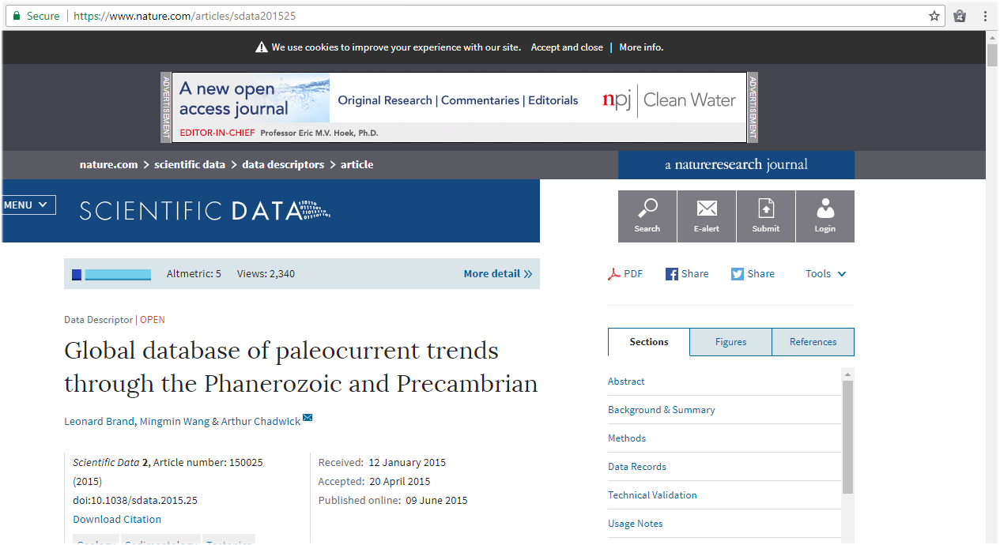 Secure https://www.nature.com/articles/sdata201525
We use cookies to improve your experience with our site. Accept and close | More info.
ADVERTISEMENT
A new open
access journal
Original Research | Commentaries | Editorials
npj | Clean Water
EDITOR-IN-CHIEF Professor Eric M.V. Hoek, Ph.D.
ADVERTISEMENT
nature.com > scientific data > data descriptors > article
a natureresearch journal
MENU
SCIENTIFIC DATA
Search
E-alert
Submit
Login
Altmetric: 5 Views: 2,340 More detail »
PDF Share Share Tools
Data Descriptor | OPEN
Global database of paleocurrent trends
through the Phanerozoic and Precambrian
Leonard Brand, Mingmin Wang & Arthur Chadwick
Scientific Data 2, Article number: 150025
(2015)
doi:10.1038/sdata.2015.25
Download Citation
Geology Sedimentology Tectonics
Received: 12 January 2015
Accepted: 20 April 2015
Published online: 09 June 2015
Sections Figures References
Abstract
Background & Summary
Methods
Data Records
Technical Validation
Usage Notes